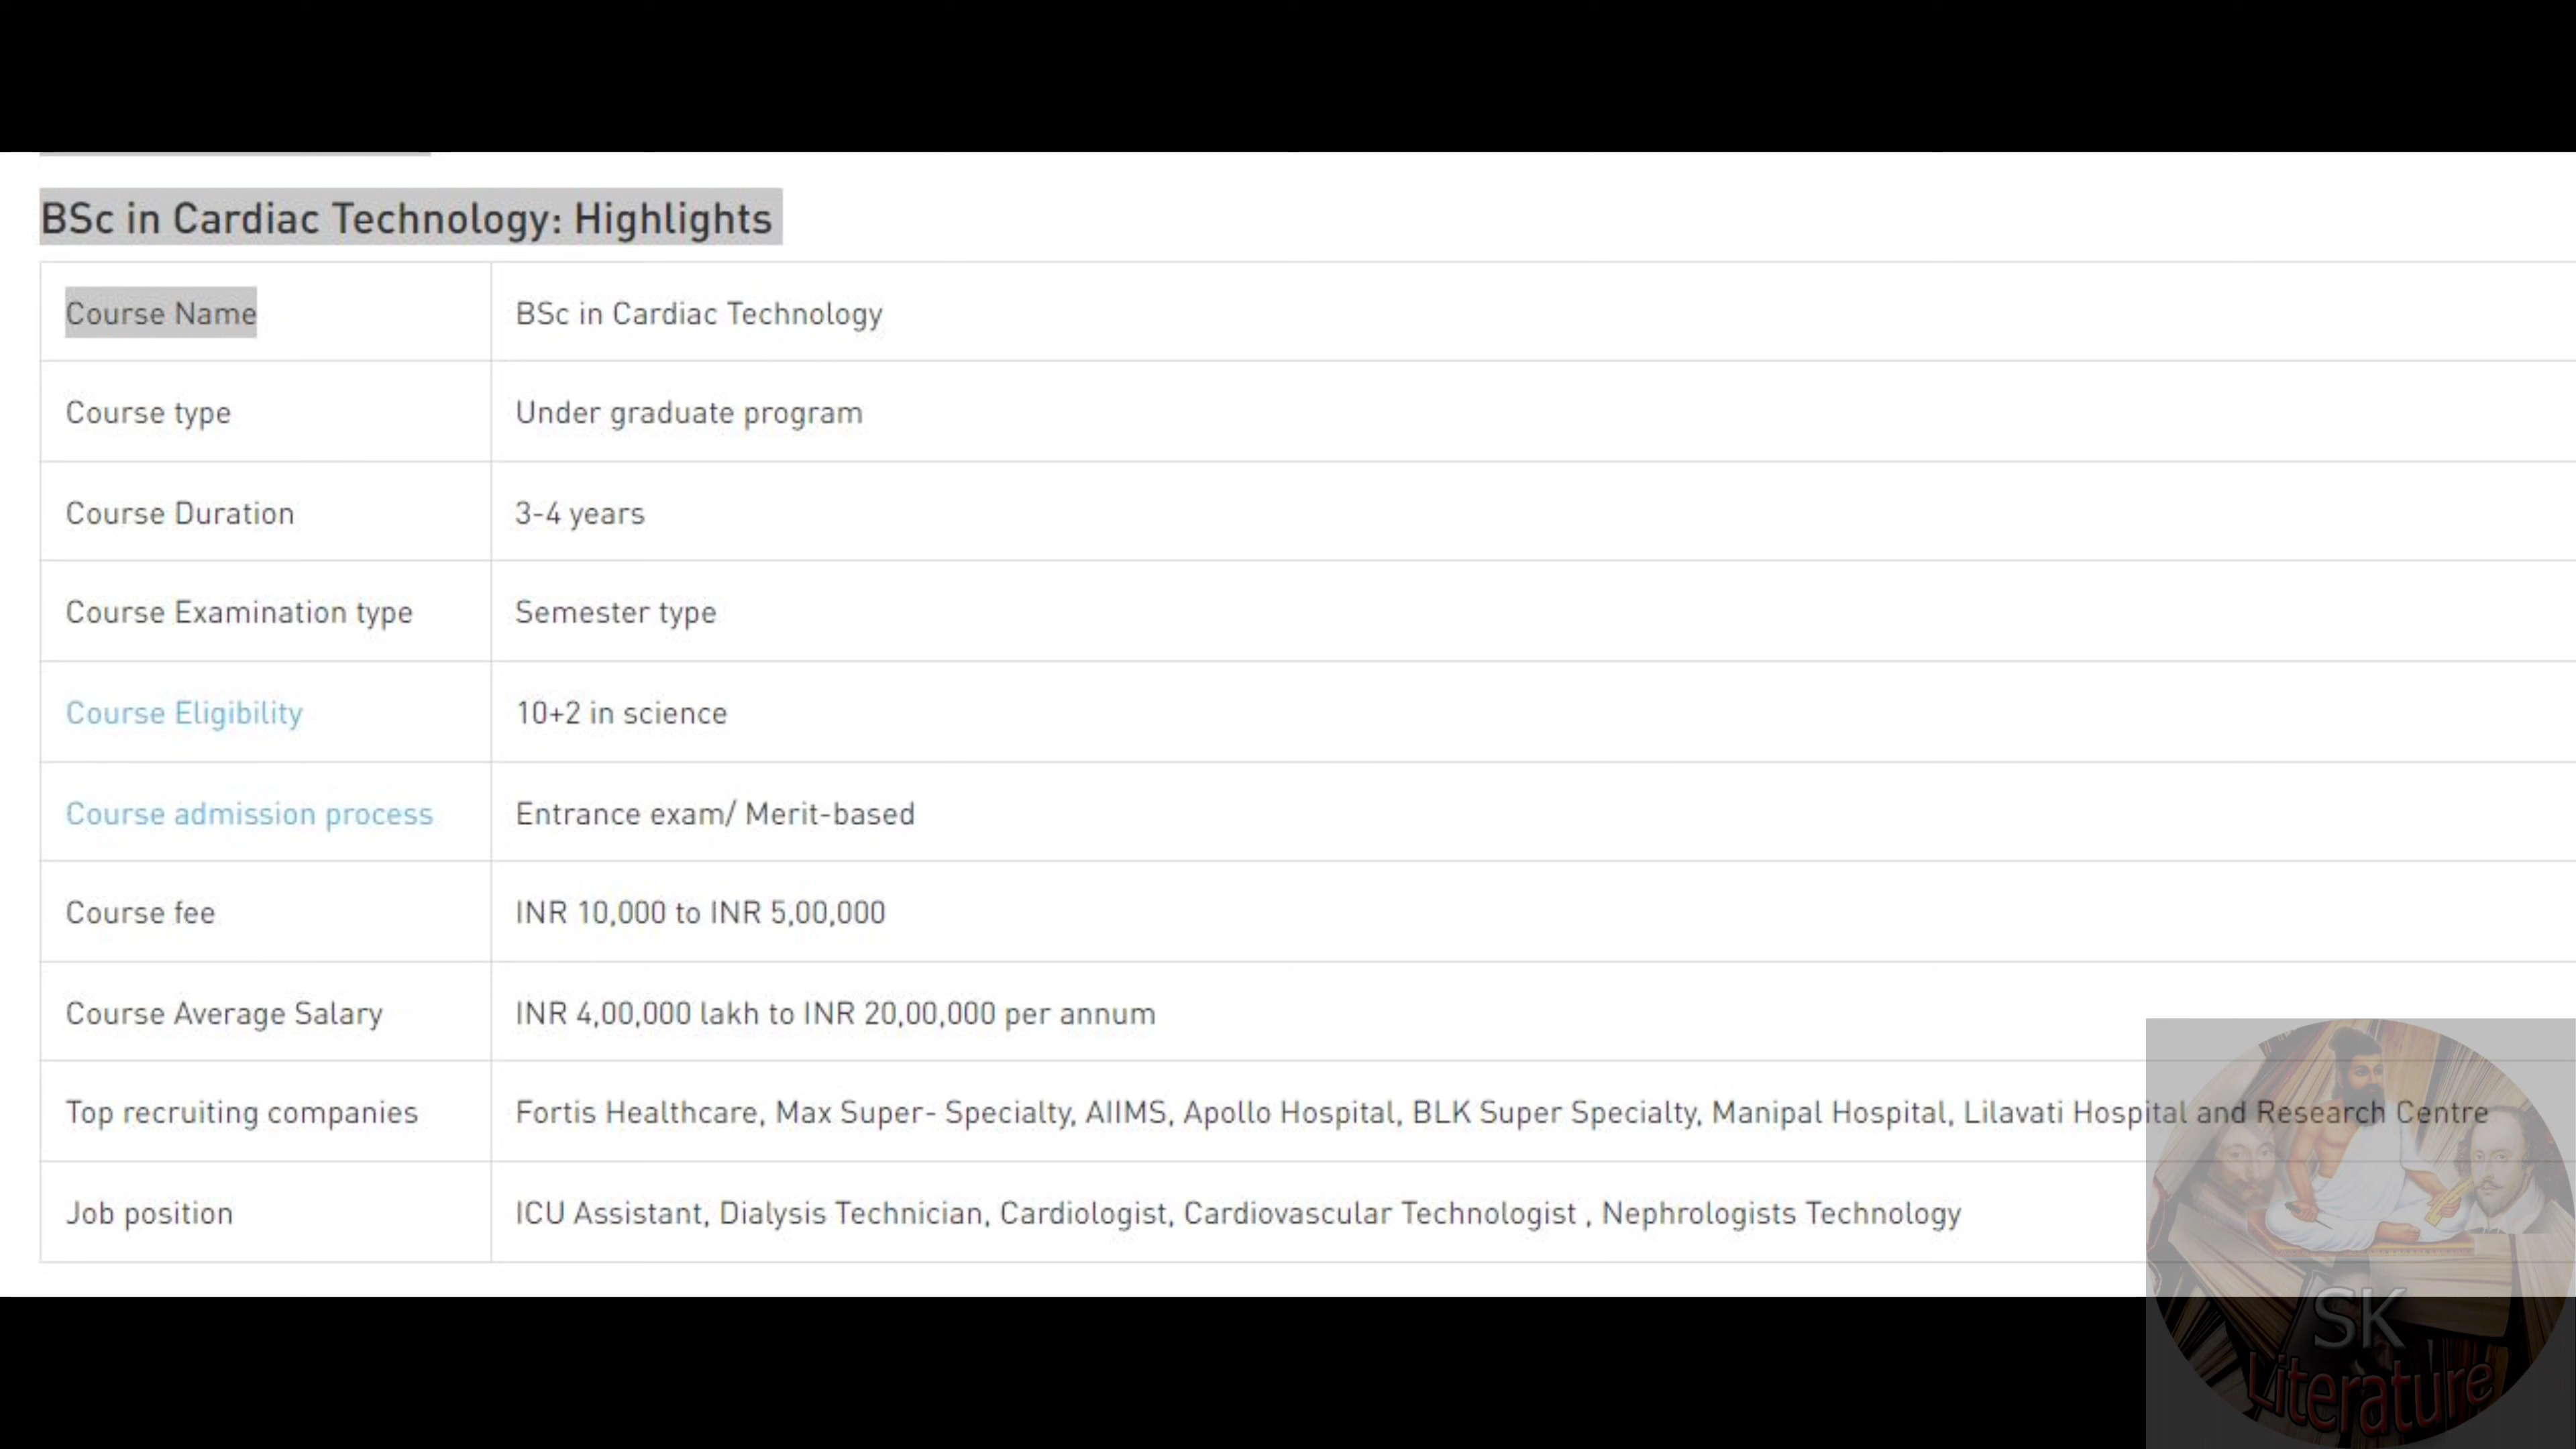 BSc in Cardiac Technology: Highlights
Course Name BSc in Cardiac Technology
Course type Under graduate program
Course Duration 3-4 years
Course Examination type Semester type
Course Eligibility 10+2 in science
Course admission process Entrance exam/ Merit-based
Course fee INR 10,000 to INR 5,00,000
Course Average Salary INR 4,00,000 lakh to INR 20,00,000 per annum
Top recruiting companies Fortis Healthcare, Max Super- Specialty, AIIMS, Apollo Hospital, BLK Super Specialty, Manipal Hospital, Lilavati Hospital and Research Centre
Job position ICU Assistant, Dialysis Technician, Cardiologist, Cardiovascular Technologist , Nephrologists Technology
SK
Literature